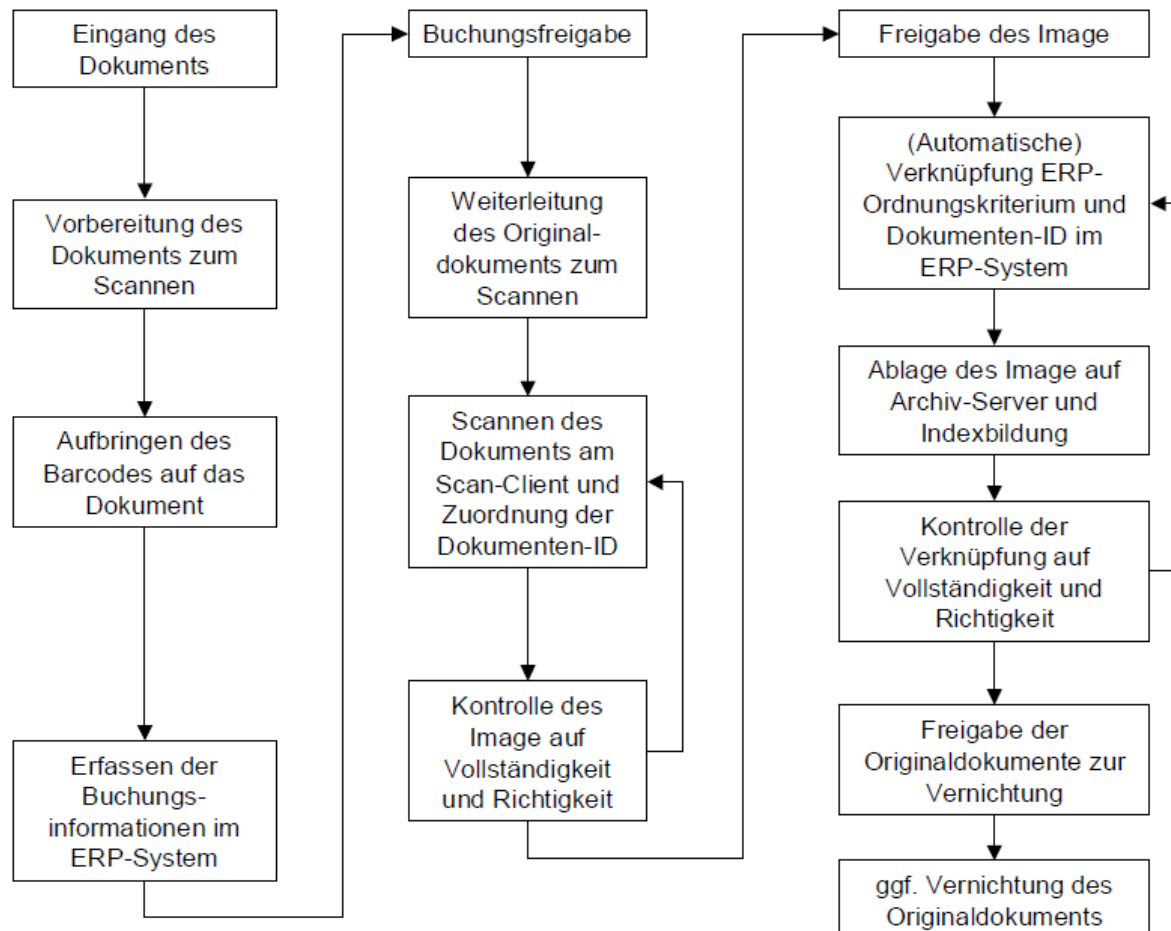 Eingang des
Dokuments
Vorbereitung des
Dokuments zum
Scannen
Aufbringen des
Barcodes auf das
Dokument
Erfassen der
Buchungs-
informationen im
ERP-System
Buchungsfreigabe
Weiterleitung
des Original-
dokuments zum
Scannen
Scannen des
Dokuments am
Scan-Client und
Zuordnung der
Dokumenten-ID
Kontrolle des
Image auf
Vollständigkeit
und Richtigkeit
Freigabe des Image
(Automatische)
Verknüpfung ERP-
Ordnungskriterium und
Dokumenten-ID im
ERP-System
Ablage des Image auf
Archiv-Server und
Indexbildung
Kontrolle der
Verknüpfung auf
Vollständigkeit und
Richtigkeit
Freigabe der
Originaldokumente zur
Vernichtung
ggf. Vernichtung des
Originaldokuments